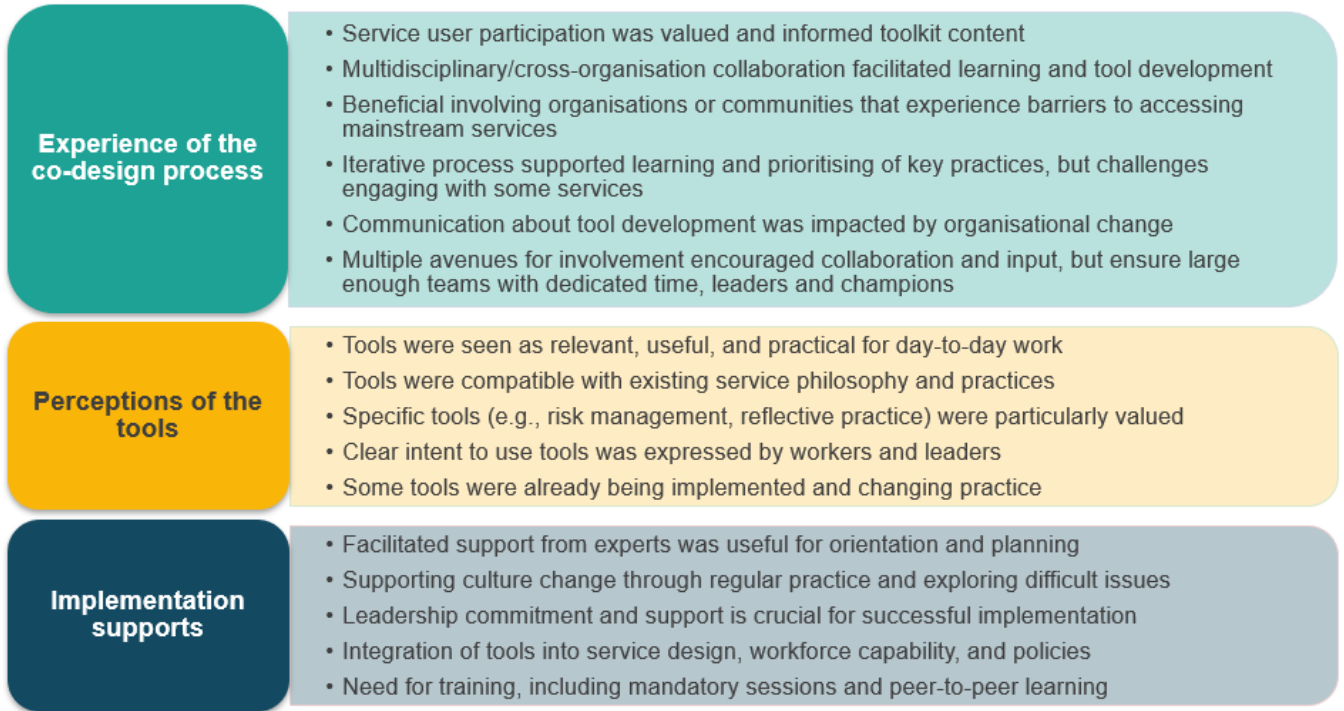 Experience of the
co-design process
• Service user participation was valued and informed toolkit content
• Multidisciplinary/cross-organisation collaboration facilitated learning and tool development
• Beneficial involving organisations or communities that experience barriers to accessing
mainstream services
• Iterative process supported learning and prioritising of key practices, but challenges
engaging with some services
• Communication about tool development was impacted by organisational change
• Multiple avenues for involvement encouraged collaboration and input, but ensure large
enough teams with dedicated time, leaders and champions
Perceptions of the
tools
• Tools were seen as relevant, useful, and practical for day-to-day work
• Tools were compatible with existing service philosophy and practices
• Specific tools (e.g., risk management, reflective practice) were particularly valued
• Clear intent to use tools was expressed by workers and leaders
• Some tools were already being implemented and changing practice
Implementation
supports
• Facilitated support from experts was useful for orientation and planning
• Supporting culture change through regular practice and exploring difficult issues
• Leadership commitment and support is crucial for successful implementation
• Integration of tools into service design, workforce capability, and policies
• Need for training, including mandatory sessions and peer-to-peer learning